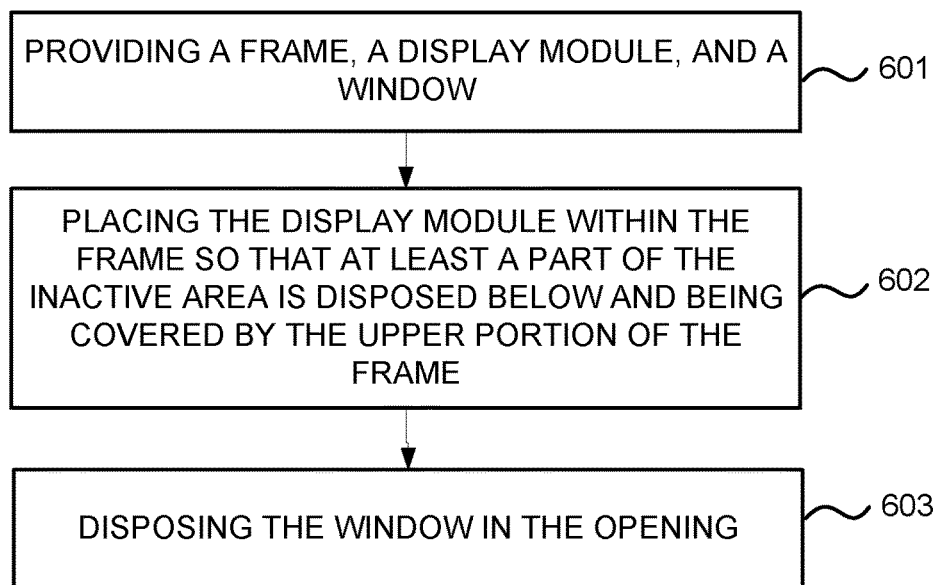 PROVIDING A FRAME, A DISPLAY MODULE, AND A
WINDOW
601
PLACING THE DISPLAY MODULE WITHIN THE
FRAME SO THAT AT LEAST A PART OF THE
INACTIVE AREA IS DISPOSED BELOW AND BEING
COVERED BY THE UPPER PORTION OF THE
FRAME
602
DISPOSING THE WINDOW IN THE OPENING
603